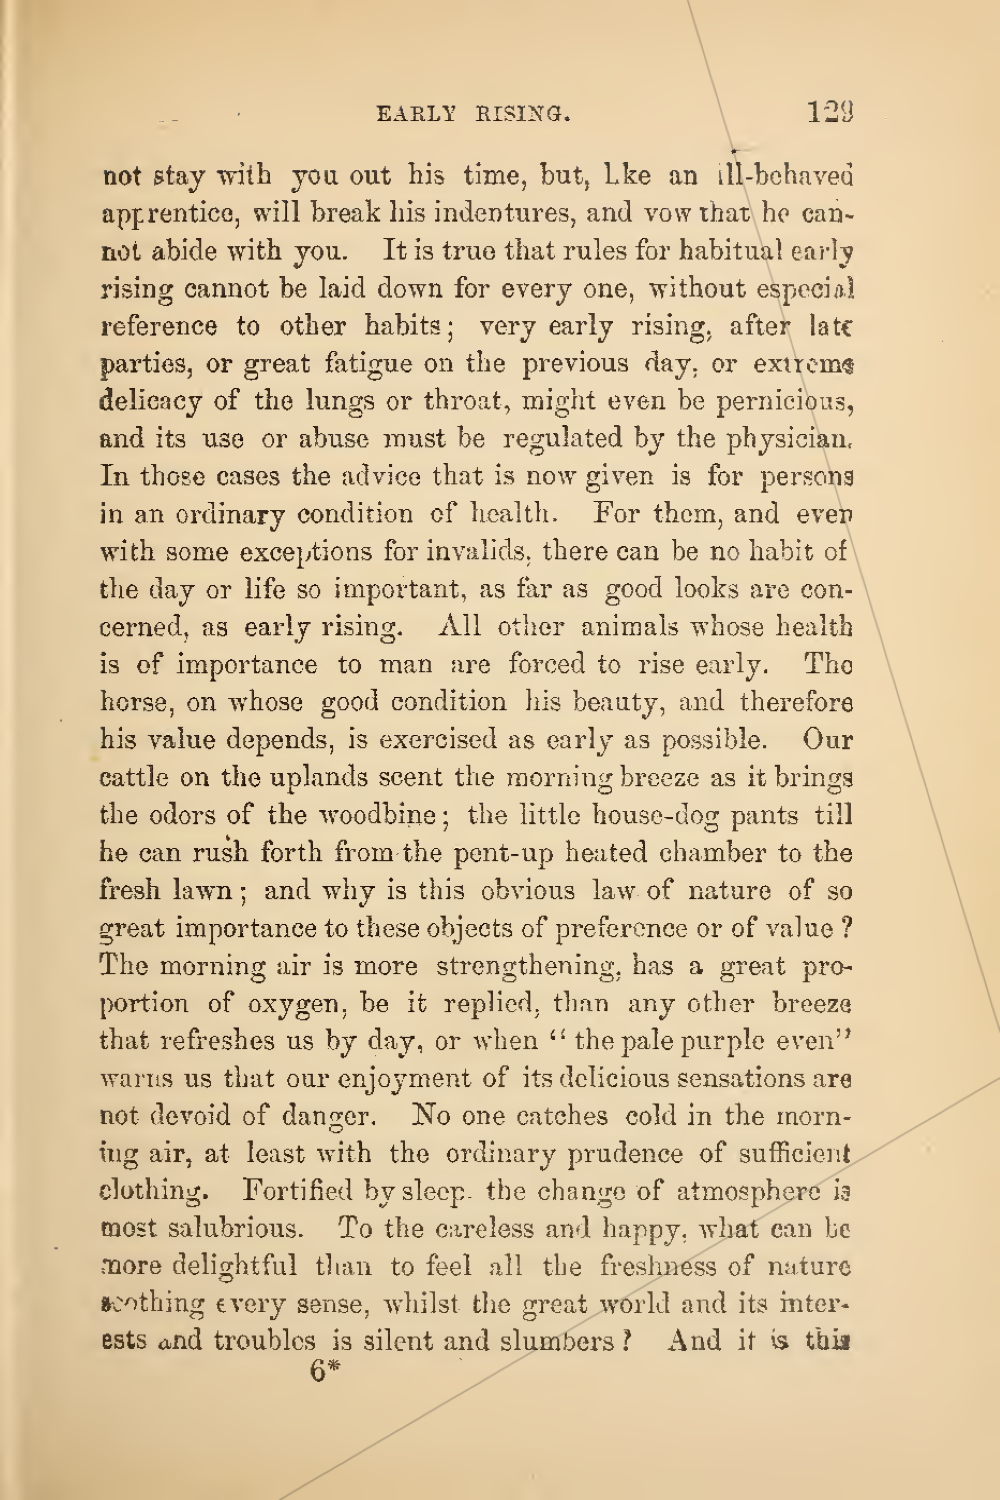 EARLY RISING. 129
not stay with you out his time, but, like an ill-behaved
apprentice, will break his indentures, and vow that he can-
not abide with you. It is true that rules for habitual early
rising cannot be laid down for every one, without especial
reference to other habits; very early rising, after late
parties, or great fatigue on the previous day, or extreme
delicacy of the lungs or throat, might even be pernicious,
and its use or abuse must be regulated by the physician.
In those cases the advice that is now given is for persons
in an ordinary condition of health. For them, and even
with some exceptions for invalids, there can be no habit of
the day or life so important, as far as good looks are con-
cerned, as early rising. All other animals whose health
is of importance to man are forced to rise early. The
horse, on whose good condition his beauty, and therefore
his value depends, is exercised as early as possible. Our
cattle on the uplands scent the morning breeze as it brings
the odors of the woodbine; the little house-dog pants till
he can rush forth from the pent-up heated chamber to the
fresh lawn; and why is this obvious law of nature of so
great importance to these objects of preference or of value?
The morning air is more strengthening, has a great pro-
portion of oxygen, be it replied, than any other breeze
that refreshes us by day, or when "the pale purple even"
warns us that our enjoyment of its delicious sensations are
not devoid of danger. No one catches cold in the morn-
ing air, at least with the ordinary prudence of sufficient
clothing. Fortified by sleep, the change of atmosphere is
most salubrious. To the careless and happy, what can be
more delightful than to feel all the freshness of nature
soothing every sense, whilst the great world and its inter-
ests and troubles is silent and slumbers? And it is this
6*